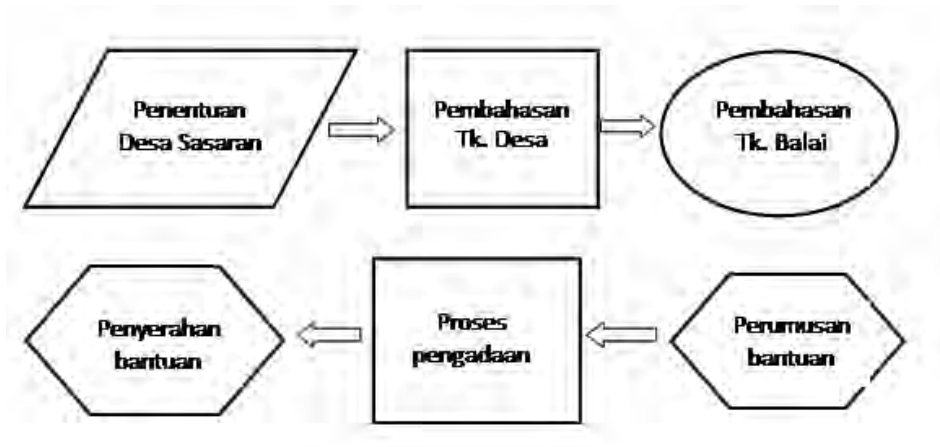 Penentuan
Desa Sasaran
Pembahasan
Tk. Desa
Pembahasan
Tk. Balai
Penyerahan
bantuan
Proses
pengadaan
Perumusan
bantuan